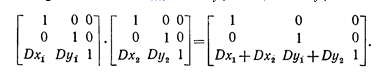 [ 1 0 0 ] [ 1 0 0 ] [ 1 0 0 ]
[ 0 1 0 ] · [ 0 1 0 ] = [ 0 1 0 ] .
[ Dx₁ Dy₁ 1 ] [ Dx₂ Dy₂ 1 ] [ Dx₁+Dx₂ Dy₁+Dy₂ 1 ]